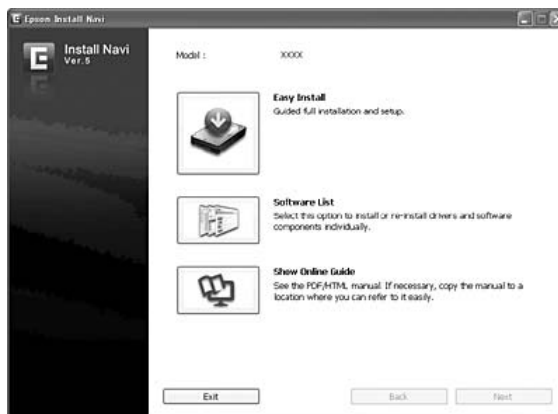 Epson Install Navi
Install Navi
Ver.5
Model : XXXX
Easy Install
Guided full installation and setup.
Software List
Select this option to install or re-install drivers and software
components individually.
Show Online Guide
See the PDF/HTML manual. If necessary, copy the manual to a
location where you can refer to it easily.
Exit Back Next